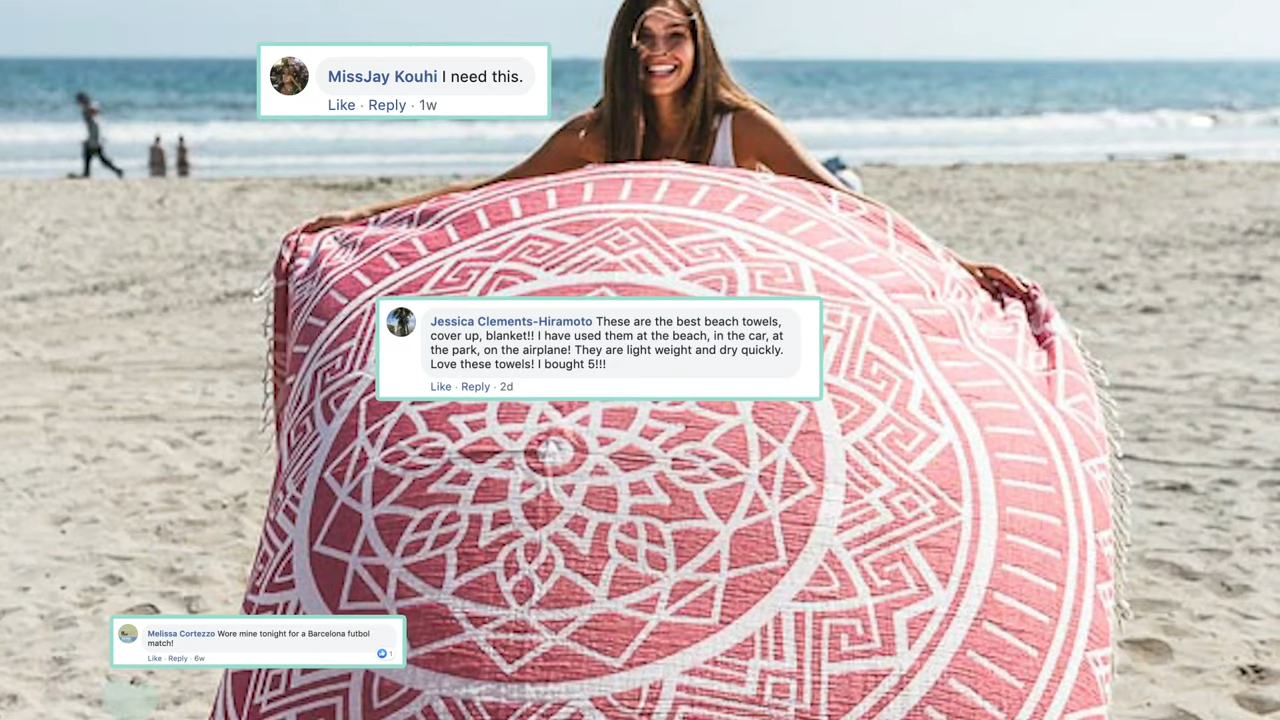 MissJay Kouhi I need this.
Like · Reply · 1w
Jessica Clements-Hiramoto These are the best beach towels,
cover up, blanket!! I have used them at the beach, in the car, at
the park, on the airplane! They are light weight and dry quickly.
Love these towels! I bought 5!!!
Like · Reply · 2d
Melissa Cortezzo Wore mine tonight for a Barcelona futbol
match!
Like · Reply · 6w
1